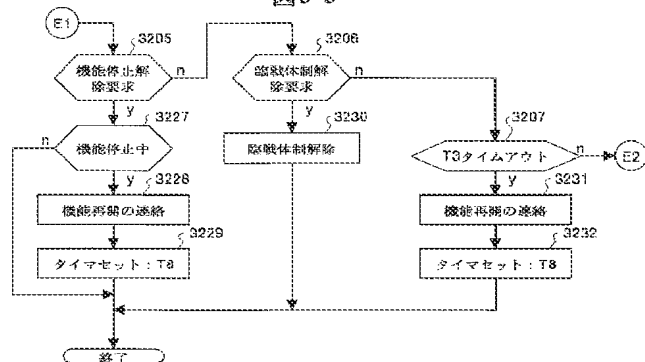 E1
3205
機能停止解
除要求
n
y
3206
臨戦体制解
除要求
n
y
3227
機能停止中
n
y
3230
臨戦体制解除
3207
T3タイムアウト
n
E2
y
3228
機能再開の連絡
3231
機能再開の連絡
3229
タイマセット:T8
3232
タイマセット:T8
終了